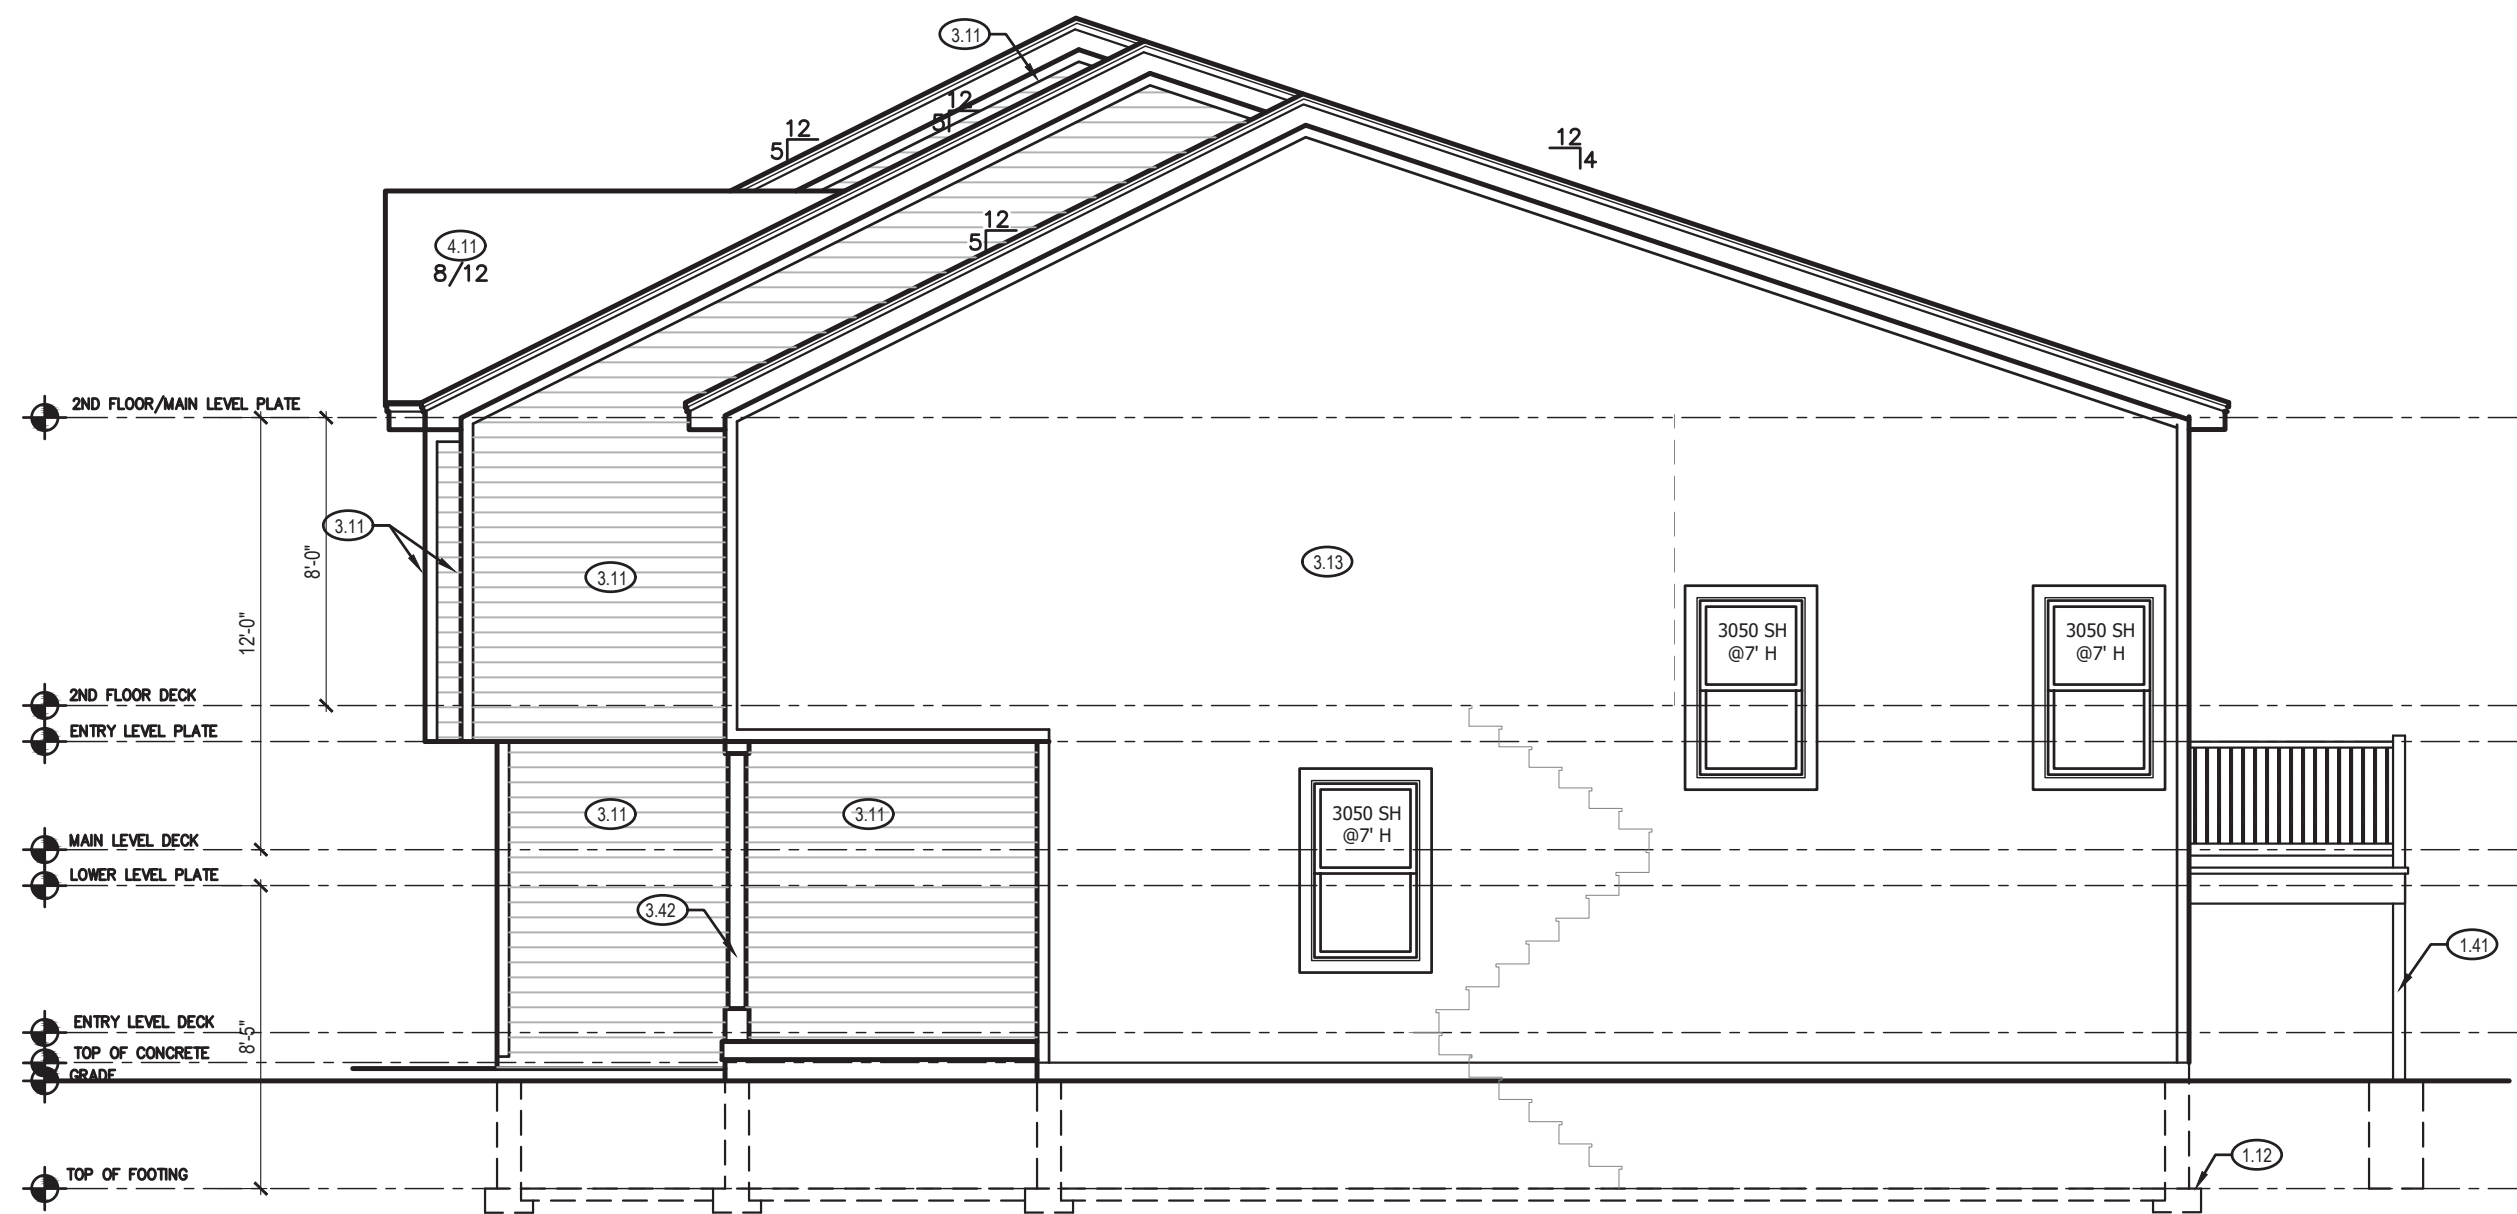 3.11
12
5
12
5
12
4
12
5
4.11
8/12
2ND FLOOR/MAIN LEVEL PLATE
3.11
8'-0"
3.11
3.13
12'-0"
3050 SH
@7' H
3050 SH
@7' H
2ND FLOOR DECK
ENTRY LEVEL PLATE
3.11
3.11
3050 SH
@7' H
MAIN LEVEL DECK
LOWER LEVEL PLATE
3.42
1.41
ENTRY LEVEL DECK
8'-5"
TOP OF CONCRETE
GRADE
TOP OF FOOTING
1.12